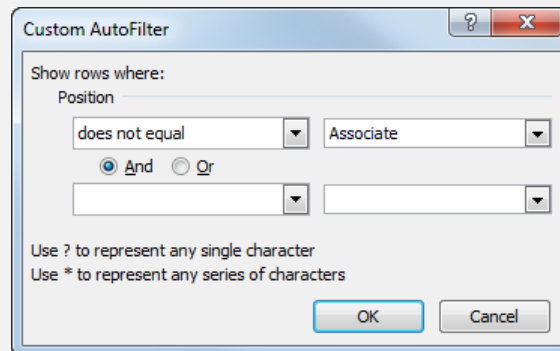 Custom AutoFilter ? X
Show rows where:
Position
does not equal Associate
And Or
Use ? to represent any single character
Use * to represent any series of characters
OK Cancel